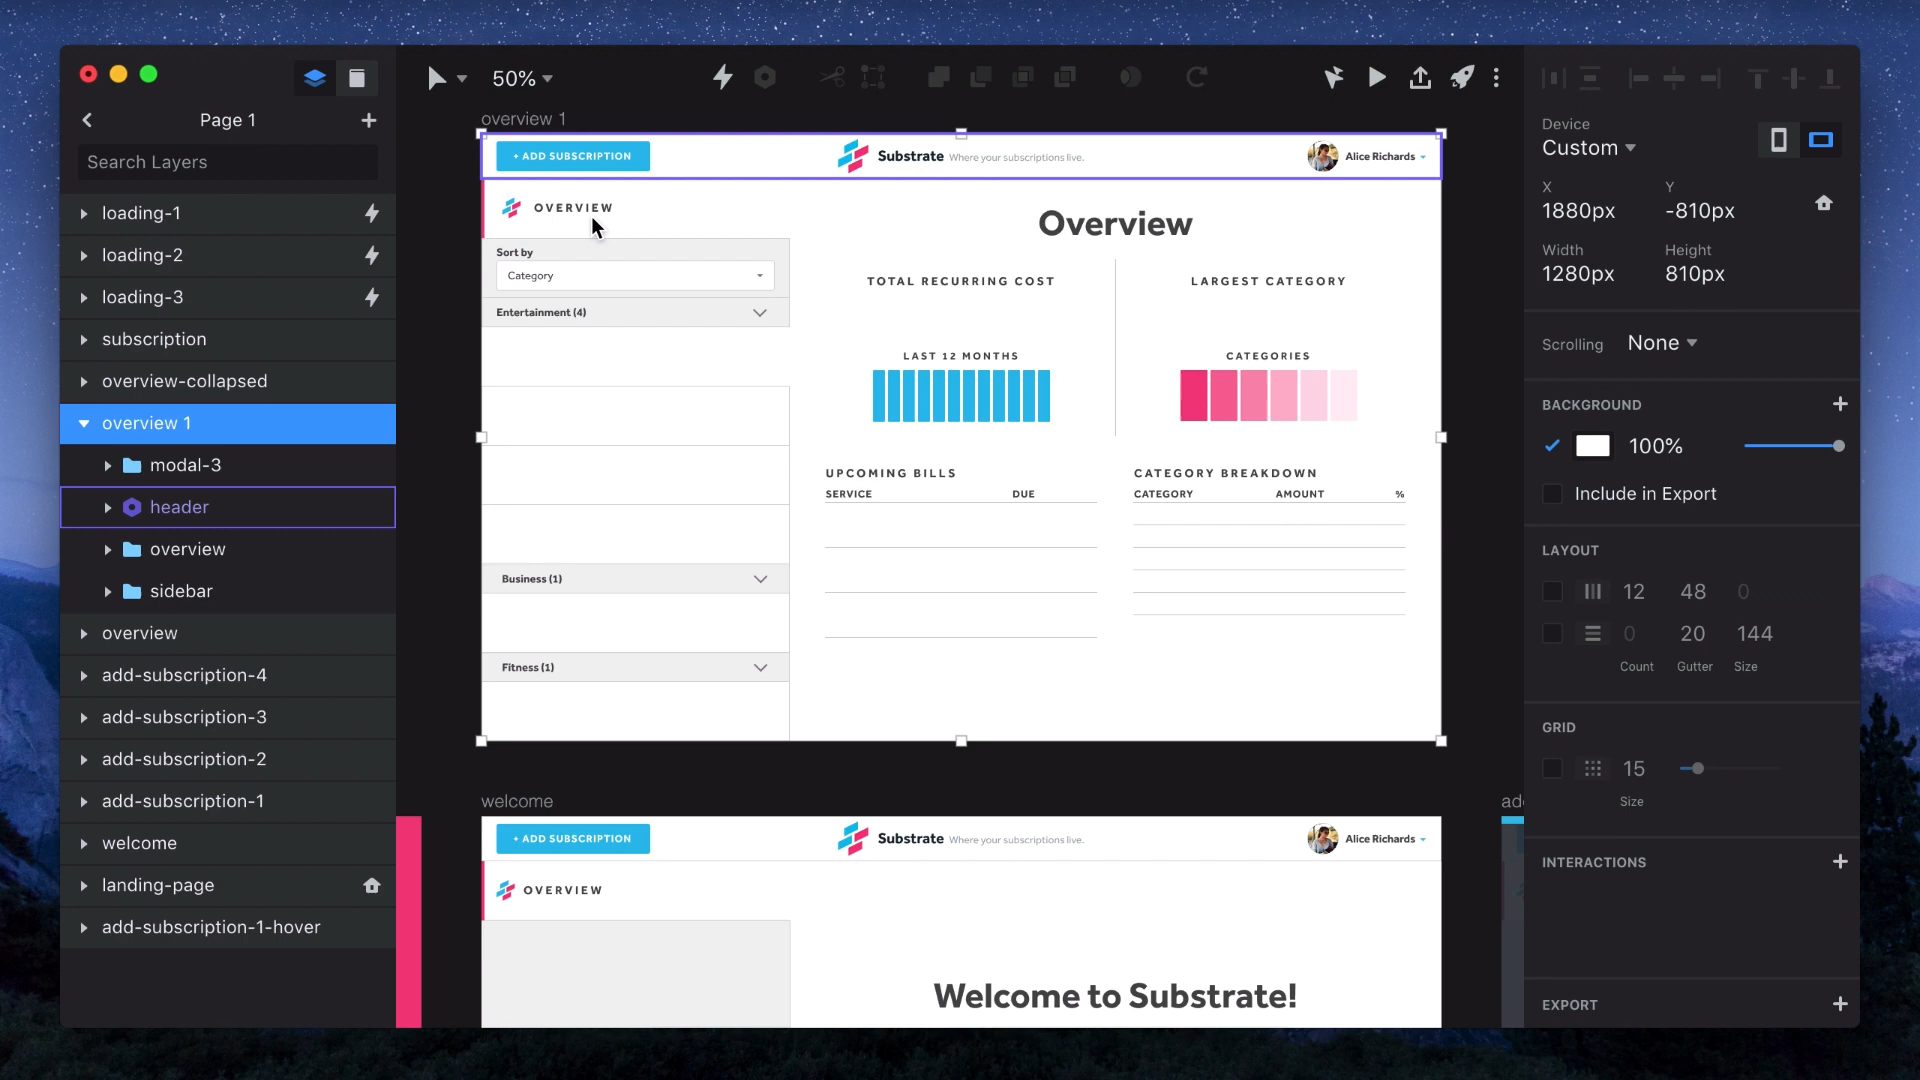 Page 1
+
Search Layers
loading-1
loading-2
loading-3
subscription
overview-collapsed
overview 1
modal-3
header
overview
sidebar
overview
add-subscription-4
add-subscription-3
add-subscription-2
add-subscription-1
welcome
landing-page
add-subscription-1-hover
50%
overview 1
+ ADD SUBSCRIPTION
Substrate Where your subscriptions live.
Alice Richards
OVERVIEW
Sort by
Category
Entertainment (4)
Business (1)
Fitness (1)
Overview
TOTAL RECURRING COST
LARGEST CATEGORY
LAST 12 MONTHS
CATEGORIES
UPCOMING BILLS
SERVICE DUE
CATEGORY BREAKDOWN
CATEGORY AMOUNT %
welcome
ad
+ ADD SUBSCRIPTION
Substrate Where your subscriptions live.
Alice Richards
OVERVIEW
Welcome to Substrate!
Device
Custom
X Y
1880px -810px
Width Height
1280px 810px
Scrolling None
BACKGROUND +
100%
Include in Export
LAYOUT
12 48 0
0 20 144
Count Gutter Size
GRID
15
Size
INTERACTIONS +
EXPORT +